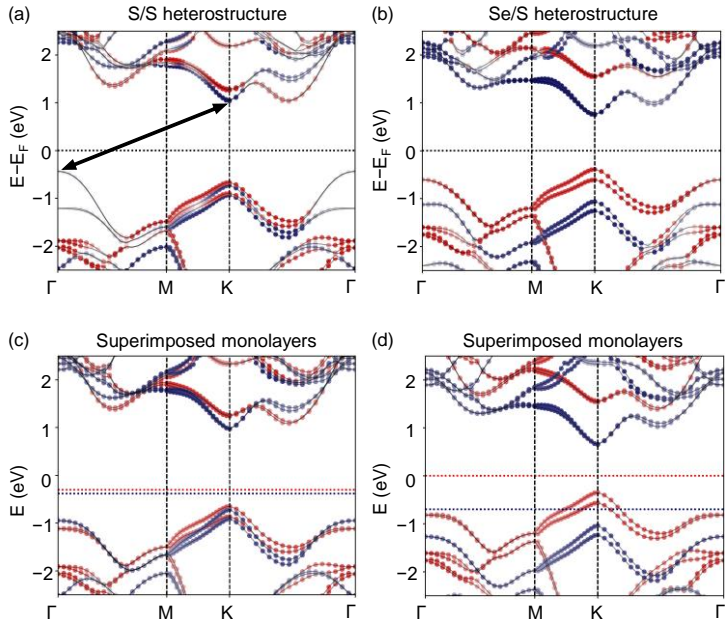 (a) S/S heterostructure
(b) Se/S heterostructure
E−E_F (eV)
2
1
0
−1
−2
Γ M K Γ
E−E_F (eV)
2
1
0
−1
−2
Γ M K Γ
(c) Superimposed monolayers
(d) Superimposed monolayers
E (eV)
2
1
0
−1
−2
Γ M K Γ
E (eV)
2
1
0
−1
−2
Γ M K Γ